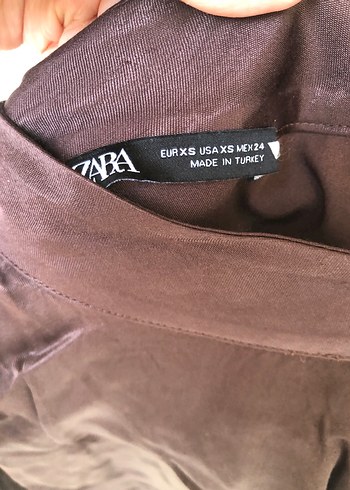 ZARA
EUR XS USA XS MEX 24
MADE IN TURKEY